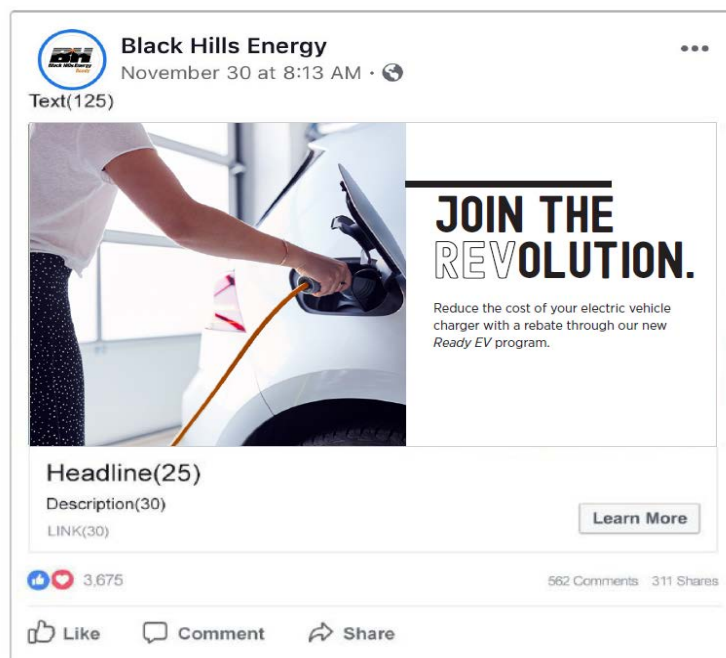 Black Hills Energy
November 30 at 8:13 AM
Text(125)
JOIN THE
REVOLUTION.
Reduce the cost of your electric vehicle
charger with a rebate through our new
Ready EV program.
Headline(25)
Description(30)
LINK(30)
Learn More
3,675
562 Comments 311 Shares
Like Comment Share